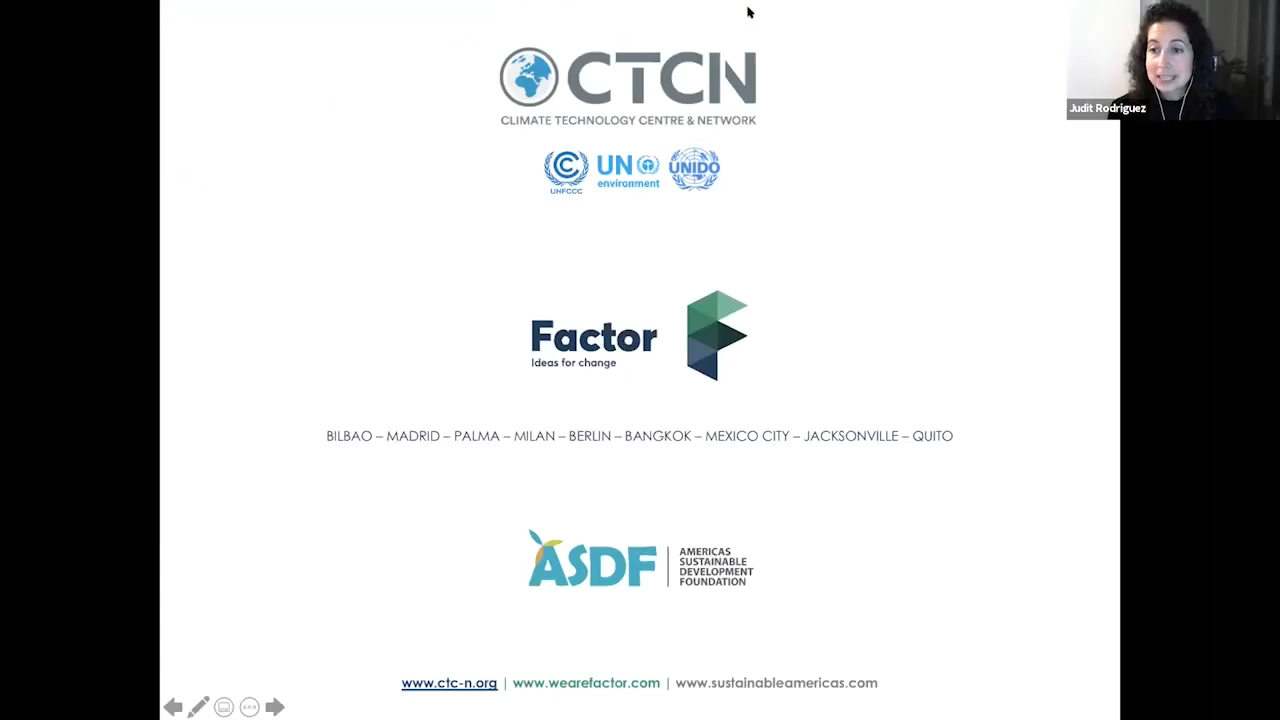 CTCN
CLIMATE TECHNOLOGY CENTRE & NETWORK
UNFCCC
UN
environment
UNIDO
Judit Rodríguez
Factor
Ideas for change
BILBAO – MADRID – PALMA – MILAN – BERLIN – BANGKOK – MEXICO CITY – JACKSONVILLE – QUITO
ASDF
AMERICAS
SUSTAINABLE
DEVELOPMENT
FOUNDATION
www.ctc-n.org | www.wearefactor.com | www.sustainableamericas.com